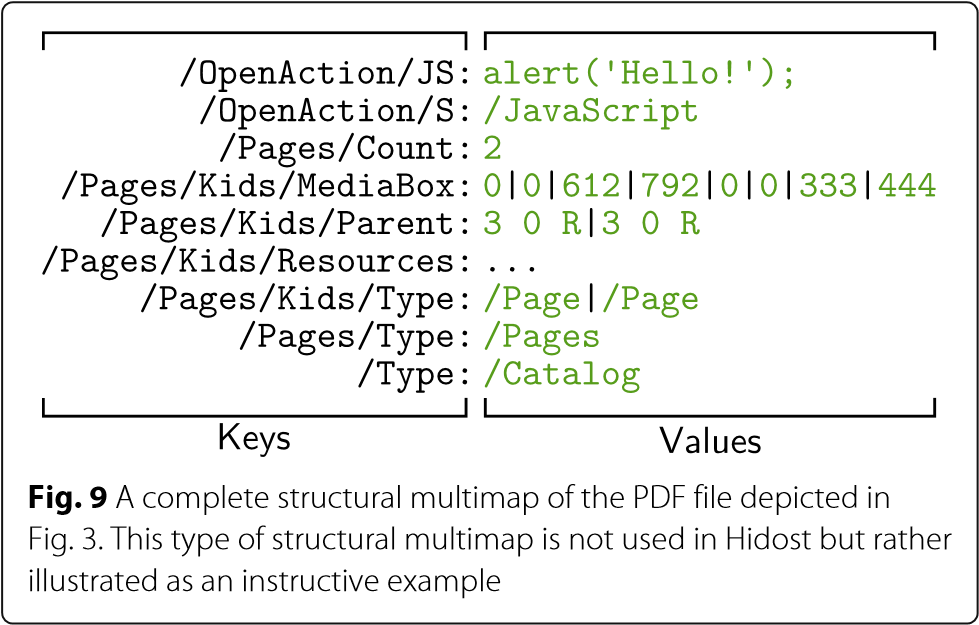 /OpenAction/JS: alert('Hello!');
/OpenAction/S: /JavaScript
/Pages/Count: 2
/Pages/Kids/MediaBox: 0|0|612|792|0|0|333|444
/Pages/Kids/Parent: 3 0 R|3 0 R
/Pages/Kids/Resources: ...
/Pages/Kids/Type: /Page|/Page
/Pages/Type: /Pages
/Type: /Catalog
Keys Values
Fig. 9 A complete structural multimap of the PDF file depicted in
Fig. 3. This type of structural multimap is not used in Hidost but rather
illustrated as an instructive example